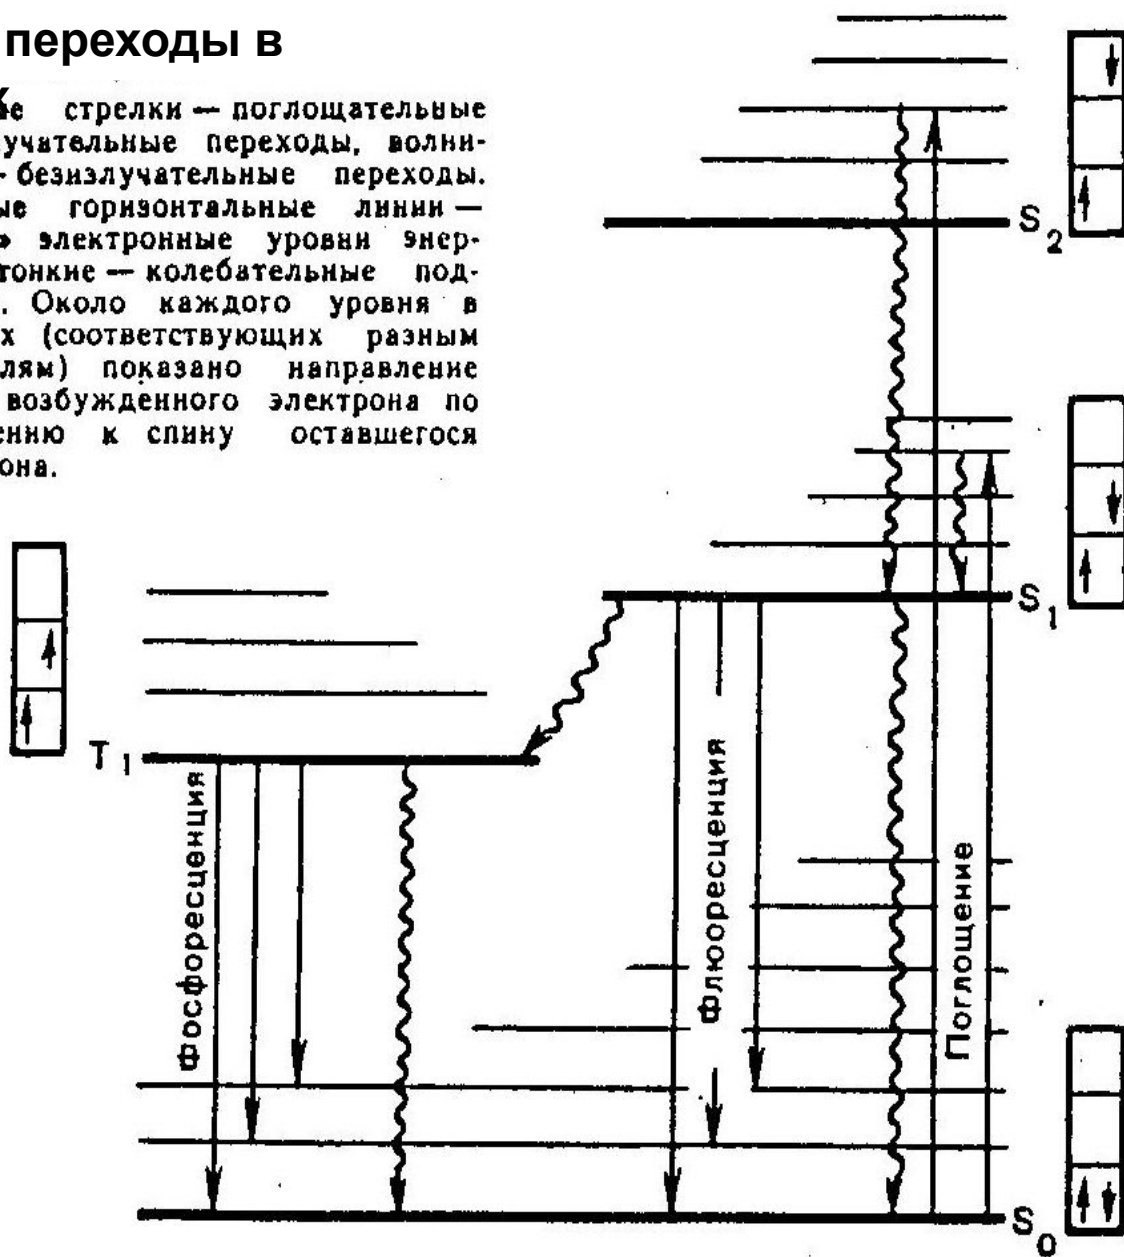 переходы в
е стрелки — поглощательные
учательные переходы, волни-
- безизлучательные переходы.
ые горизонтальные линии —
» электронные уровни энер-
тонкие — колебательные под-
. Около каждого уровня в
х (соответствующих разным
лям) показано направление
возбужденного электрона по
ению к спину оставшегося
она.
S2
S1
T1
Фосфоресценция
Флюоресценция
Поглощение
S0